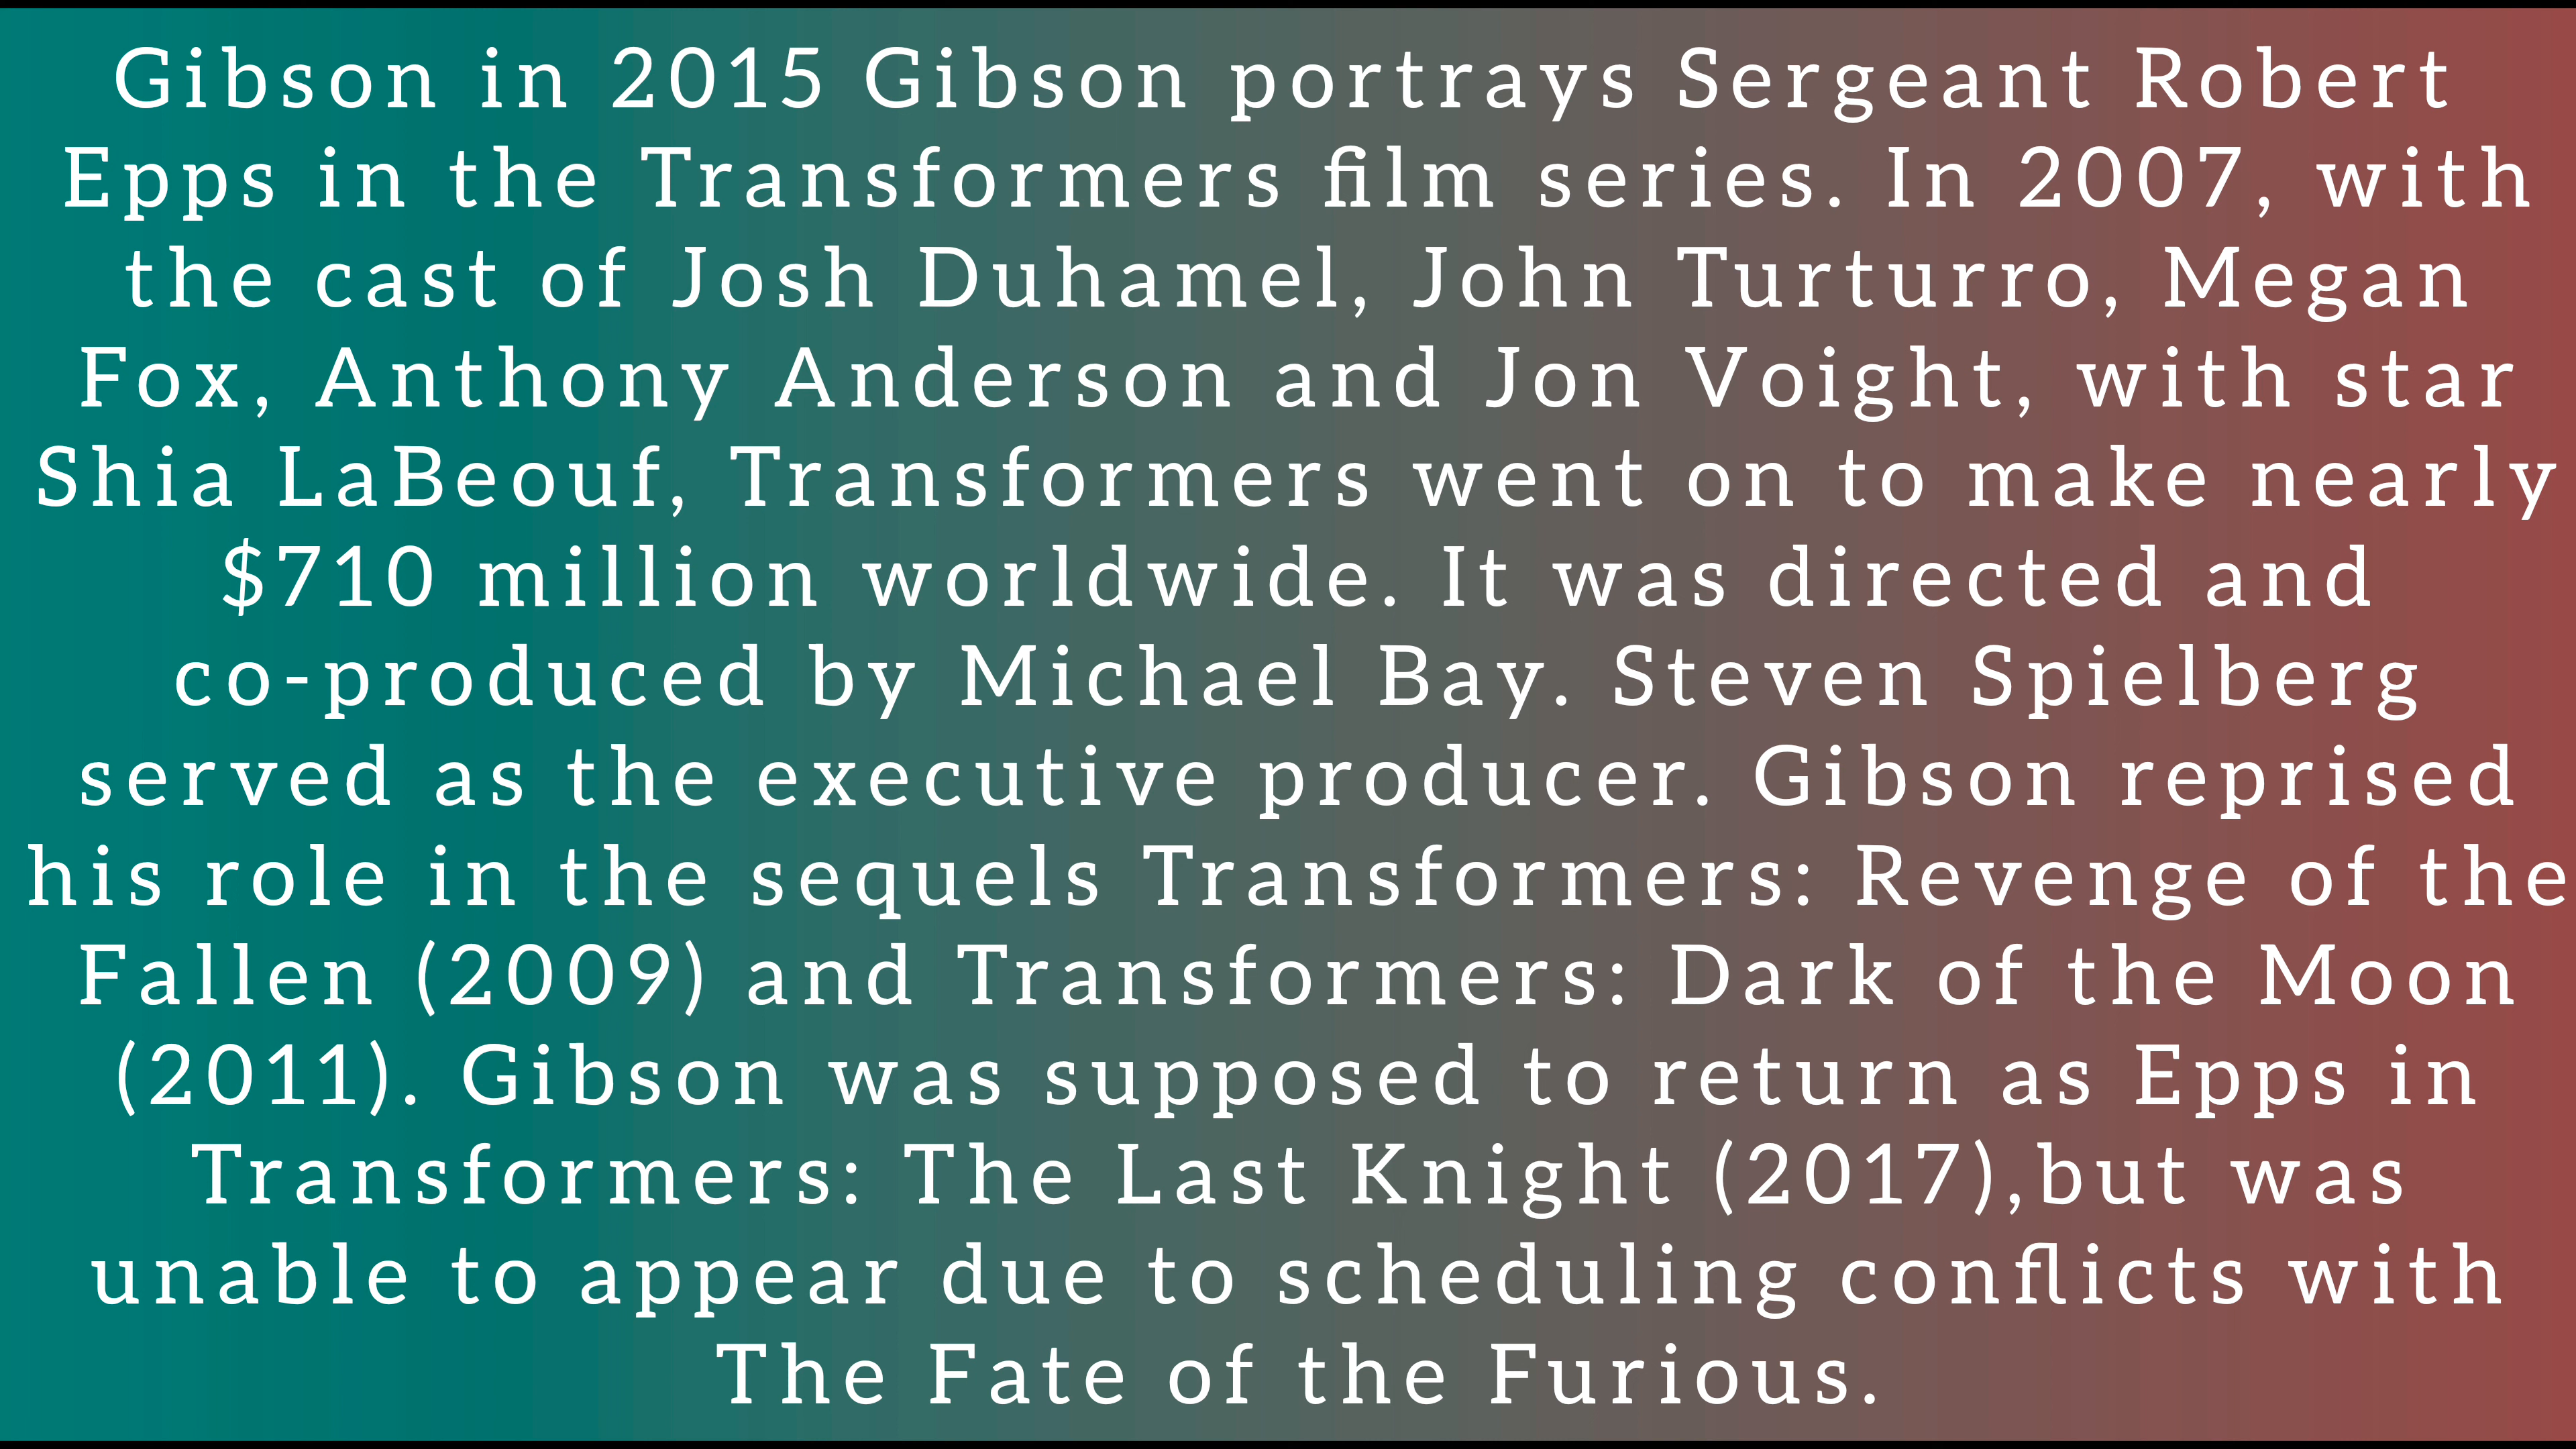 Gibson in 2015 Gibson portrays Sergeant Robert
Epps in the Transformers film series. In 2007, with
the cast of Josh Duhamel, John Turturro, Megan
Fox, Anthony Anderson and Jon Voight, with star
Shia LaBeouf, Transformers went on to make nearly
$710 million worldwide. It was directed and
co-produced by Michael Bay. Steven Spielberg
served as the executive producer. Gibson reprised
his role in the sequels Transformers: Revenge of the
Fallen (2009) and Transformers: Dark of the Moon
(2011). Gibson was supposed to return as Epps in
Transformers: The Last Knight (2017),but was
unable to appear due to scheduling conflicts with
The Fate of the Furious.